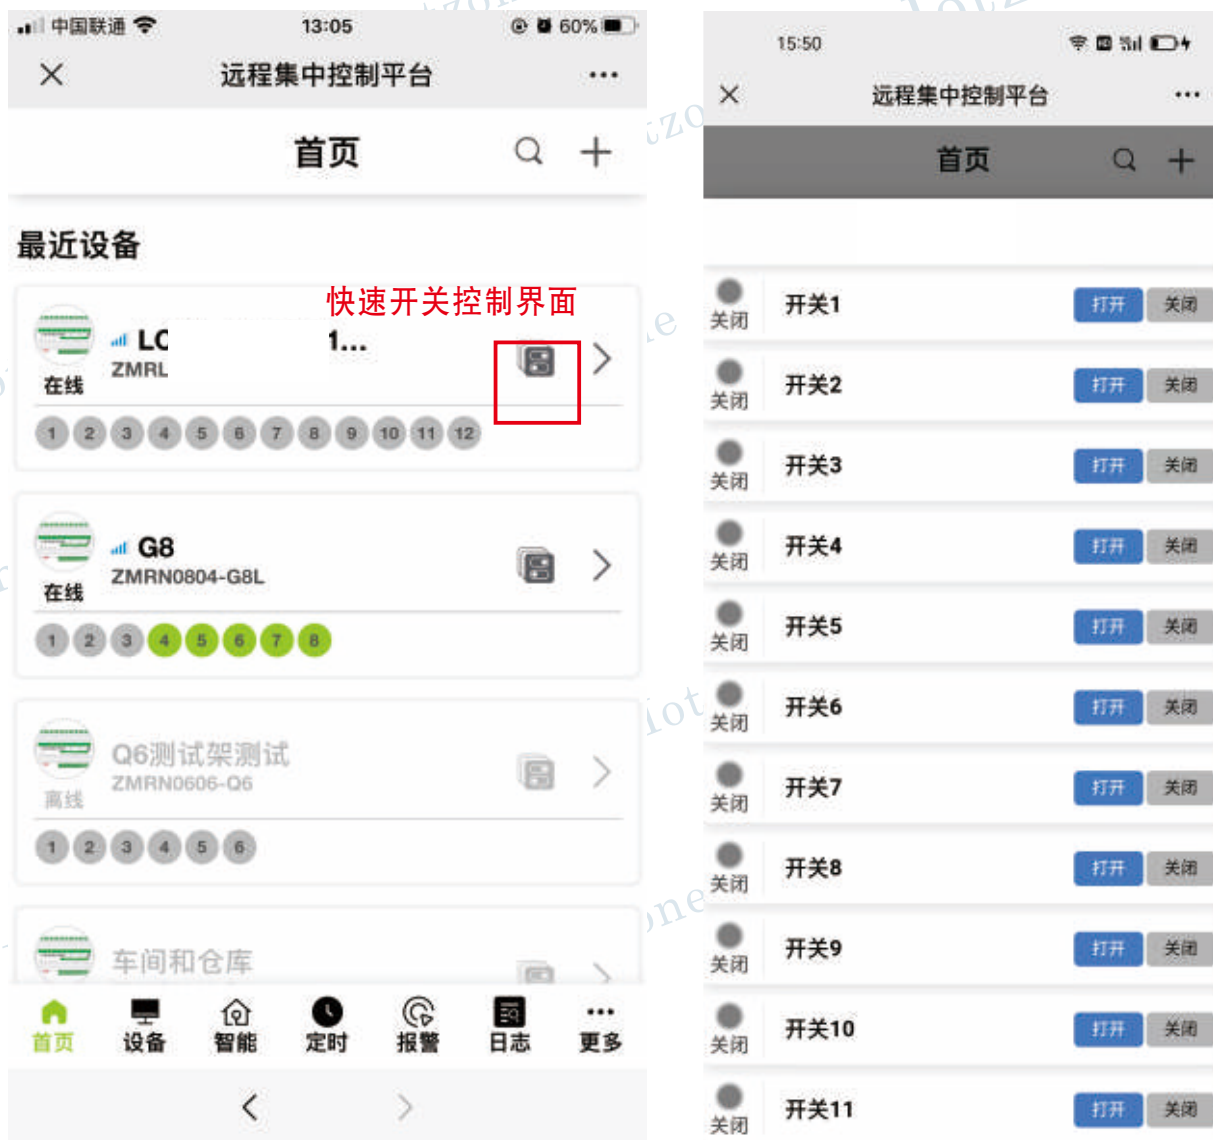 中国联通
13:05
60%
远程集中控制平台
首页
最近设备
快速开关控制界面
LC
1...
ZMRL
在线
1 2 3 4 5 6 7 8 9 10 11 12
G8
ZMRN0804-G8L
在线
1 2 3 4 5 6 7 8
Q6测试架测试
ZMRN0606-Q6
离线
1 2 3 4 5 6
车间和仓库
首页 设备 智能 定时 报警 日志 更多
15:50
远程集中控制平台
首页
关闭 开关1 打开 关闭
关闭 开关2 打开 关闭
关闭 开关3 打开 关闭
关闭 开关4 打开 关闭
关闭 开关5 打开 关闭
关闭 开关6 打开 关闭
关闭 开关7 打开 关闭
关闭 开关8 打开 关闭
关闭 开关9 打开 关闭
关闭 开关10 打开 关闭
关闭 开关11 打开 关闭